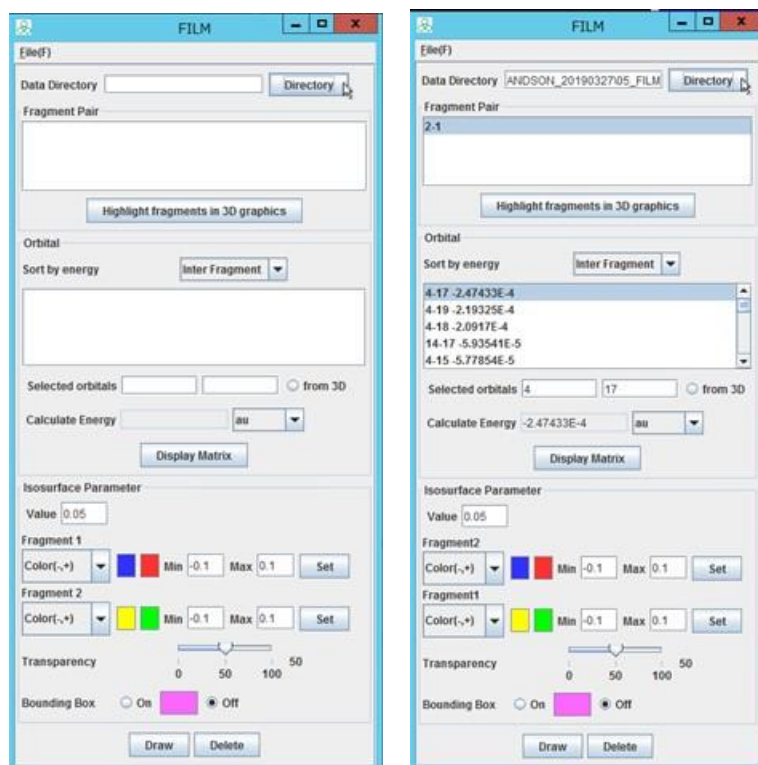 FILM
File(F)
Data Directory Directory
Fragment Pair
Highlight fragments in 3D graphics
Orbital
Sort by energy Inter Fragment
Selected orbitals from 3D
Calculate Energy au
Display Matrix
Isosurface Parameter
Value 0.05
Fragment 1
Color(-,+) Min -0.1 Max 0.1 Set
Fragment 2
Color(-,+) Min -0.1 Max 0.1 Set
Transparency 0 50 100 50
Bounding Box On Off
Draw Delete
FILM
File(F)
Data Directory ANDSON_20190327\05_FILM Directory
Fragment Pair
2-1
Highlight fragments in 3D graphics
Orbital
Sort by energy Inter Fragment
4-17 -2.47433E-4
4-19 -2.19325E-4
4-18 -2.0917E-4
14-17 -5.93541E-5
4-15 -5.77854E-5
Selected orbitals 4 17 from 3D
Calculate Energy -2.47433E-4 au
Display Matrix
Isosurface Parameter
Value 0.05
Fragment2
Color(-,+) Min -0.1 Max 0.1 Set
Fragment1
Color(-,+) Min -0.1 Max 0.1 Set
Transparency 0 50 100 50
Bounding Box On Off
Draw Delete